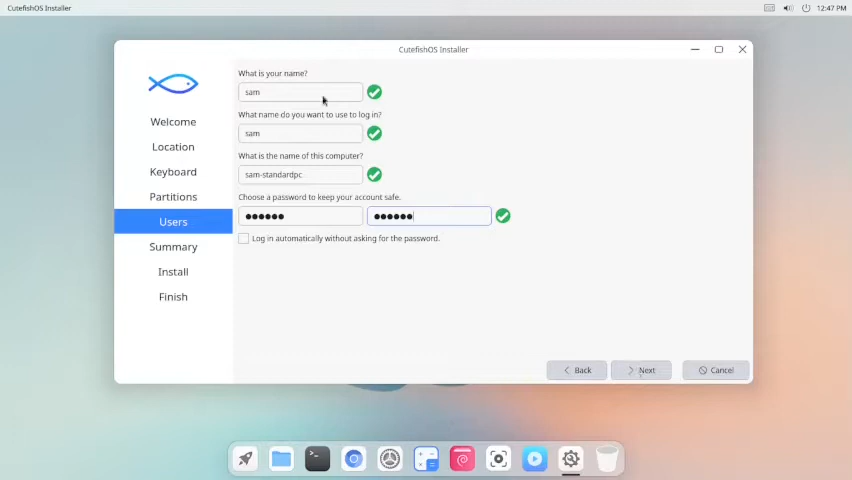 CutefishOS Installer
12:47 PM
CutefishOS Installer
Welcome
Location
Keyboard
Partitions
Users
Summary
Install
Finish
What is your name?
sam
What name do you want to use to log in?
sam
What is the name of this computer?
sam-standardpc
Choose a password to keep your account safe.
●●●●●● ●●●●●●
Log in automatically without asking for the password.
Back Next Cancel